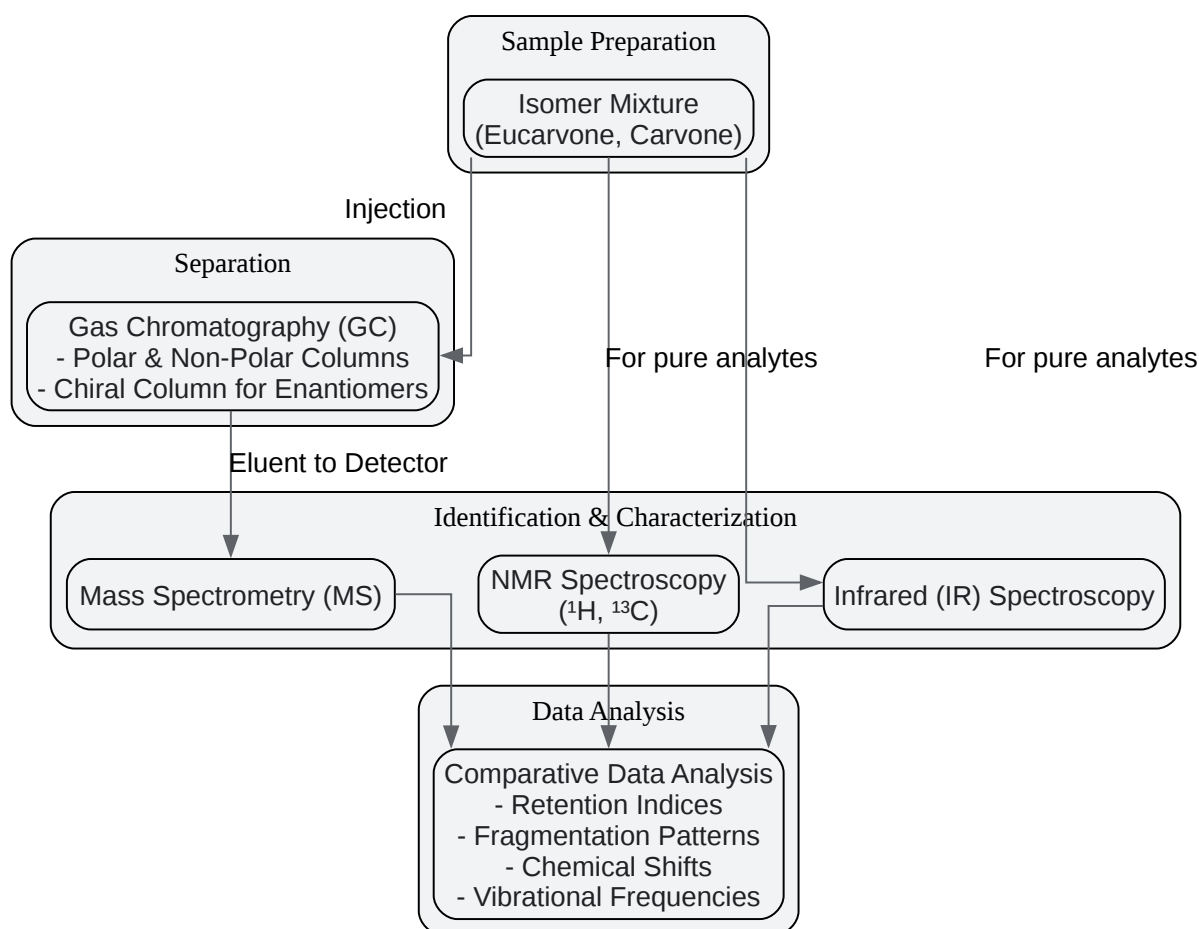 Sample Preparation
Isomer Mixture
(Eucarvone, Carvone)
Injection
Separation
Gas Chromatography (GC)
- Polar & Non-Polar Columns
- Chiral Column for Enantiomers
For pure analytes
For pure analytes
Eluent to Detector
Identification & Characterization
Mass Spectrometry (MS)
NMR Spectroscopy
(¹H, ¹³C)
Infrared (IR) Spectroscopy
Data Analysis
Comparative Data Analysis
- Retention Indices
- Fragmentation Patterns
- Chemical Shifts
- Vibrational Frequencies